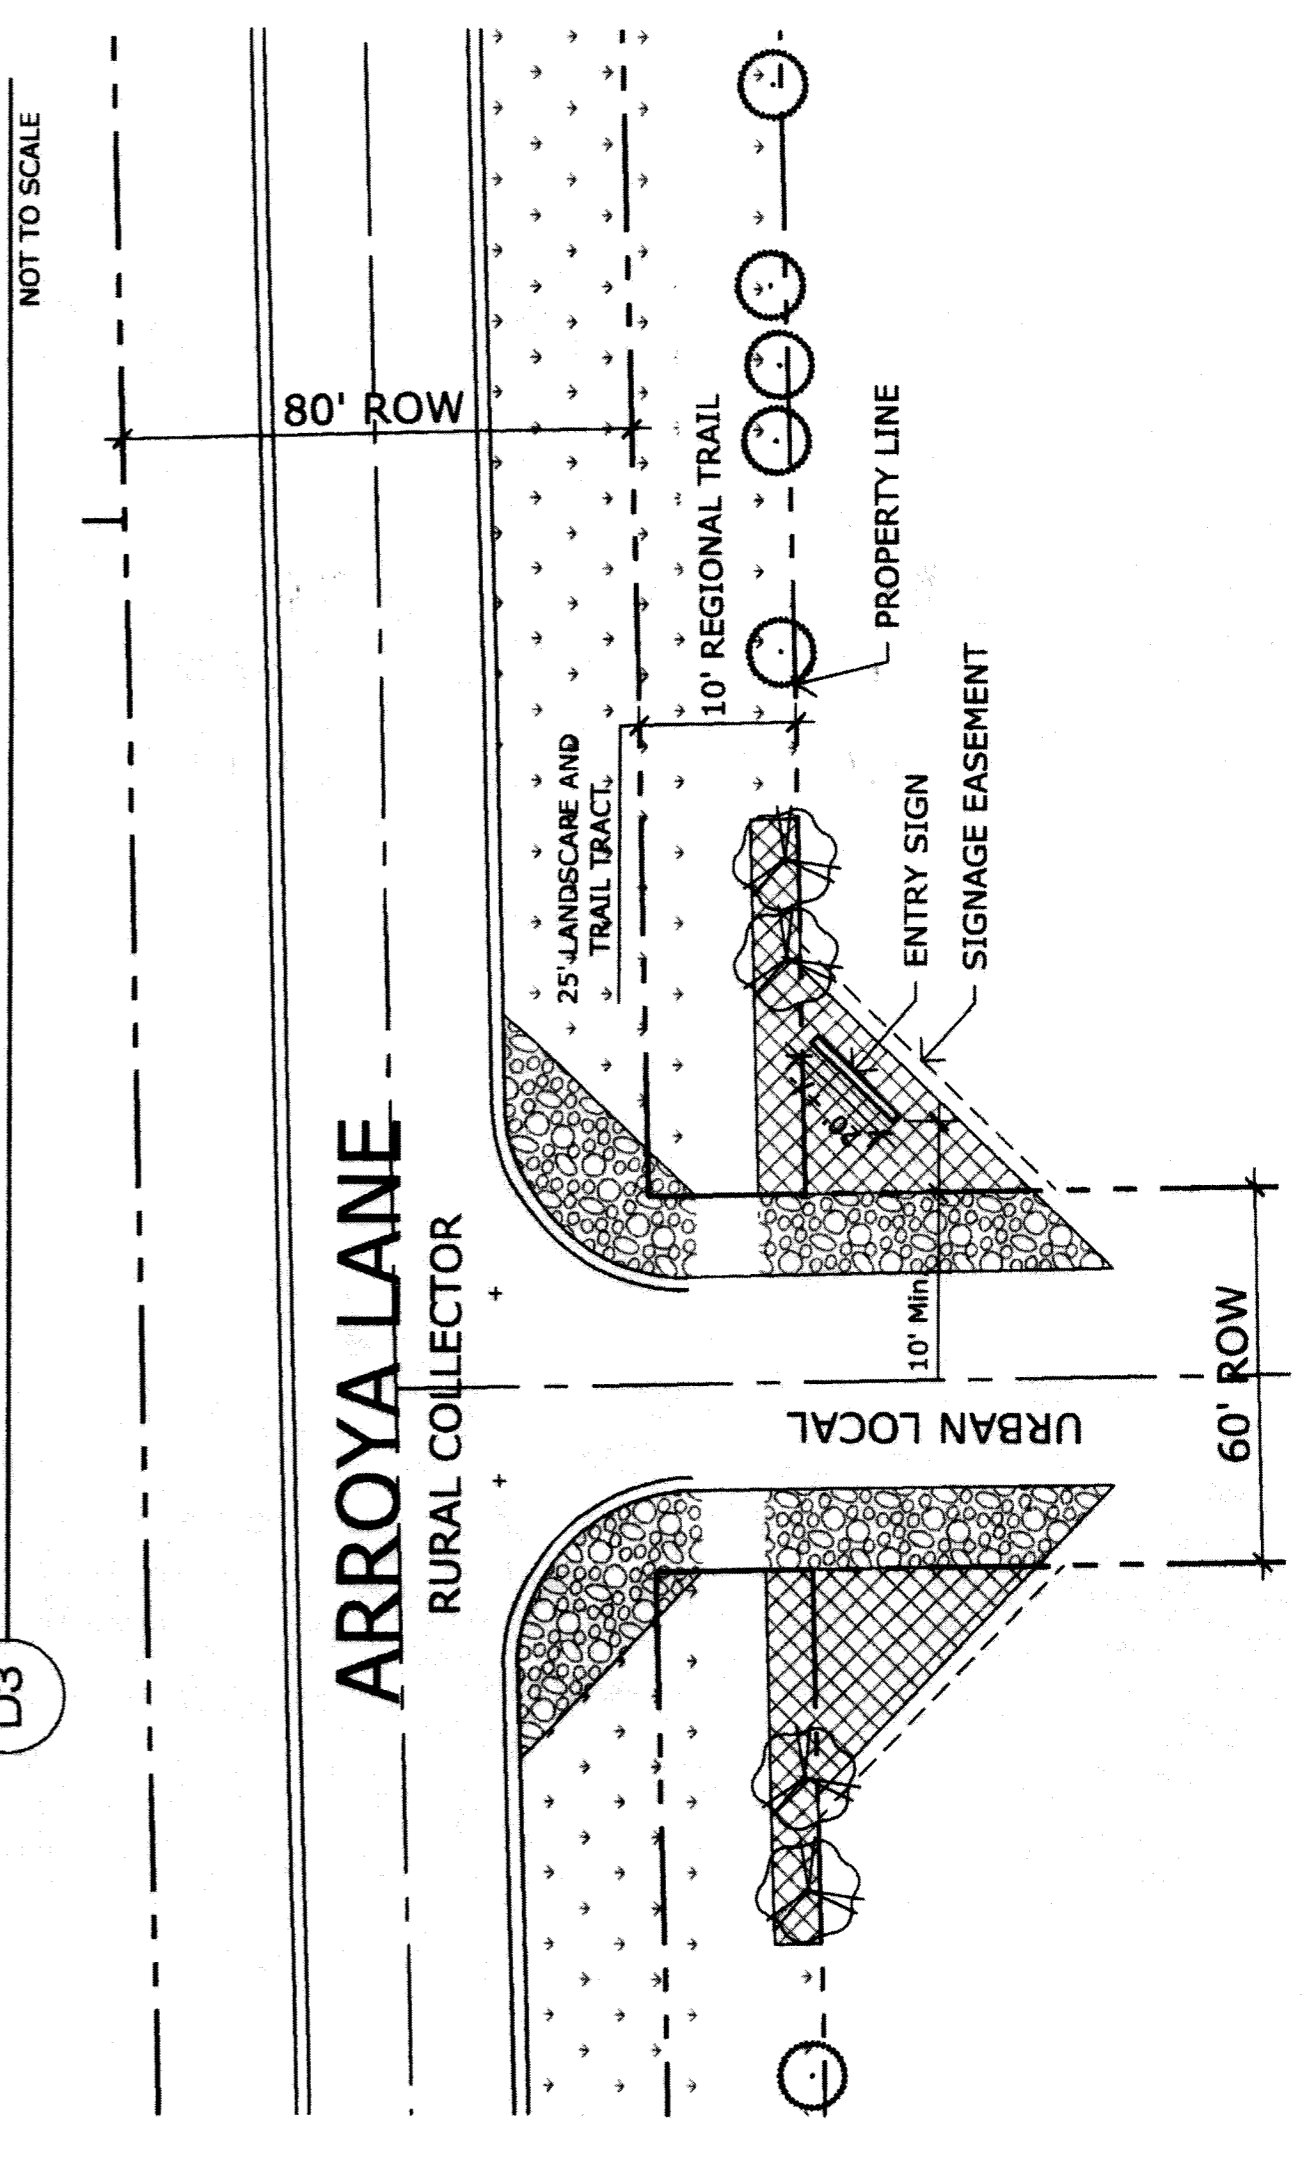 D3
NOT TO SCALE
80' ROW
ARROYA LANE
RURAL COLLECTOR
25' LANDSCAPE AND
TRAIL TRACT
10' REGIONAL TRAIL
PROPERTY LINE
ENTRY SIGN
SIGNAGE EASEMENT
10' Min
URBAN LOCAL
60' ROW